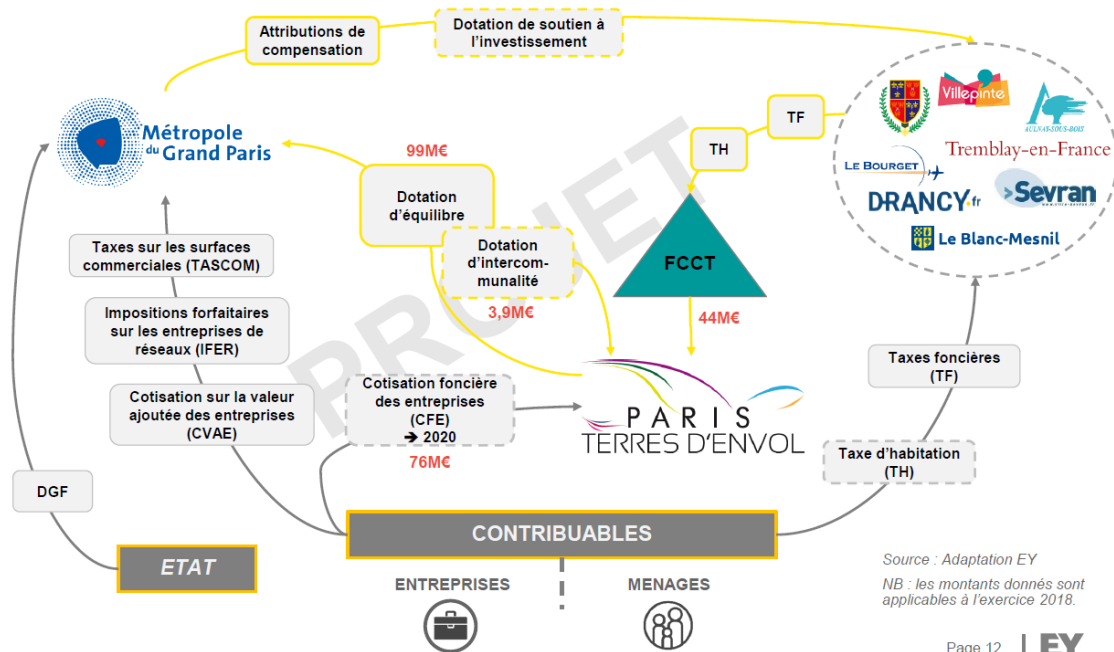 Attributions de
compensation
Dotation de soutien à
l'investissement
Métropole
du Grand Paris
Villepinte
AULNAY-SOUS-BOIS
LE BOURGET
Tremblay-en-France
DRANCY.fr
Sevran
Le Blanc-Mesnil
TF
TH
99M€
Dotation
d'équilibre
Dotation
d'intercom-
munalité
3,9M€
FCCT
44M€
PROJET
Taxes sur les surfaces
commerciales (TASCOM)
Impositions forfaitaires
sur les entreprises de
réseaux (IFER)
Cotisation sur la valeur
ajoutée des entreprises
(CVAE)
Cotisation foncière
des entreprises
(CFE)
➔ 2020
76M€
PARIS
TERRES D'ENVOL
Taxes foncières
(TF)
Taxe d'habitation
(TH)
DGF
ETAT
CONTRIBUABLES
ENTREPRISES
MENAGES
Source : Adaptation EY
NB : les montants donnés sont
applicables à l'exercice 2018.
Page 12
EY